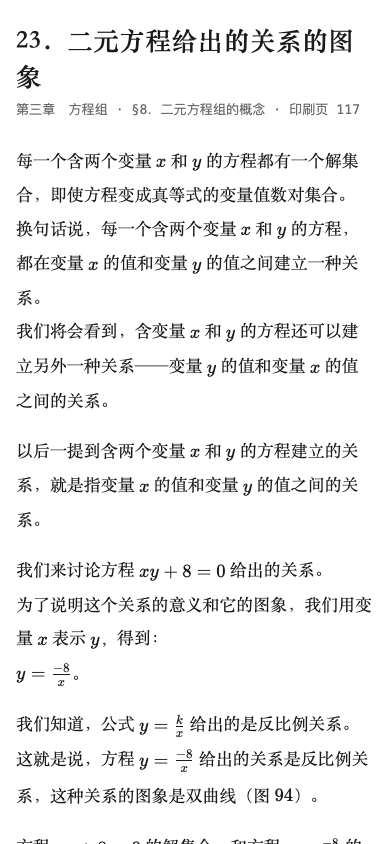 23．二元方程给出的关系的图
象
第三章　方程组 · §8．二元方程组的概念 · 印刷页 117
每一个含两个变量 x 和 y 的方程都有一个解集
合，即使方程变成真等式的变量值数对集合。
换句话说，每一个含两个变量 x 和 y 的方程，
都在变量 x 的值和变量 y 的值之间建立一种关
系。
我们将会看到，含变量 x 和 y 的方程还可以建
立另外一种关系——变量 y 的值和变量 x 的值
之间的关系。
以后一提到含两个变量 x 和 y 的方程建立的关
系，就是指变量 x 的值和变量 y 的值之间的关
系。
我们来讨论方程 xy + 8 = 0 给出的关系。
为了说明这个关系的意义和它的图象，我们用变
量 x 表示 y，得到：
y = -8/x。
我们知道，公式 y = k/x 给出的是反比例关系。
这就是说，方程 y = -8/x 给出的关系是反比例关
系，这种关系的图象是双曲线（图 94）。